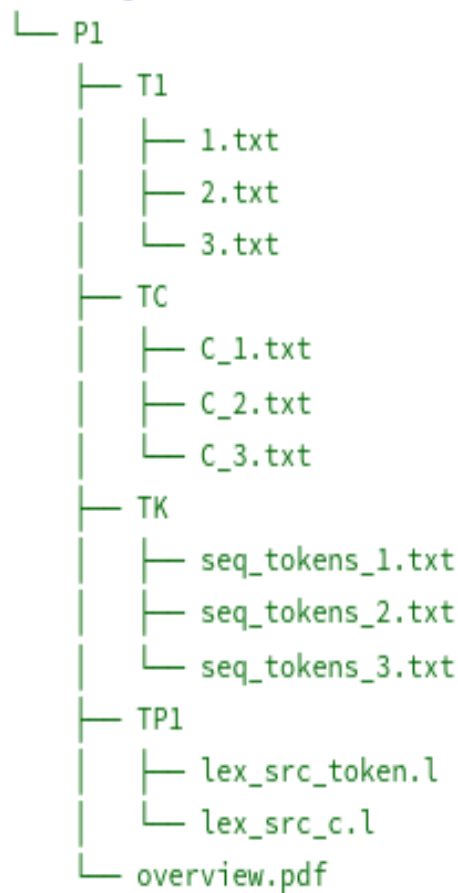 └── P1
    ├── T1
    │   ├── 1.txt
    │   ├── 2.txt
    │   └── 3.txt
    ├── TC
    │   ├── C_1.txt
    │   ├── C_2.txt
    │   └── C_3.txt
    ├── TK
    │   ├── seq_tokens_1.txt
    │   ├── seq_tokens_2.txt
    │   └── seq_tokens_3.txt
    ├── TP1
    │   ├── lex_src_token.l
    │   └── lex_src_c.l
    └── overview.pdf